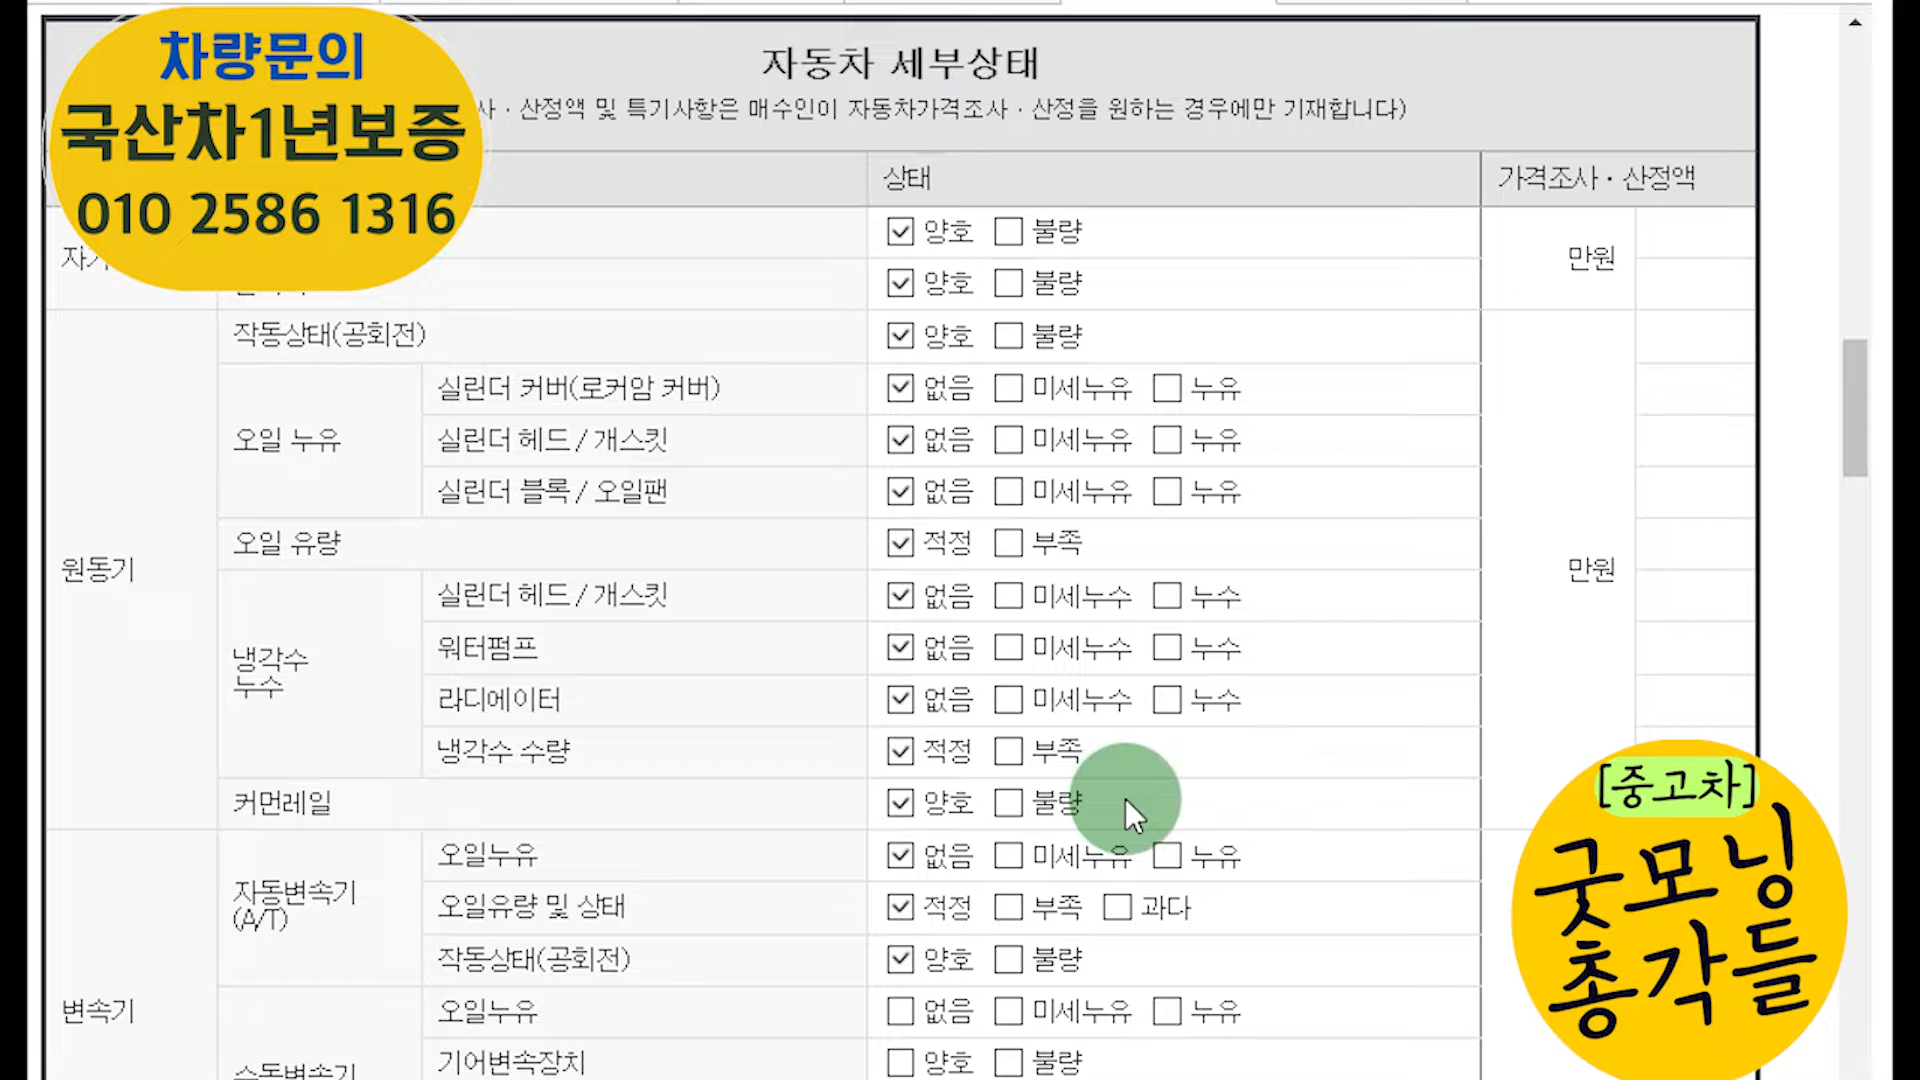 차량문의
국산차1년보증
010 2586 1316
자동차 세부상태
사 · 산정액 및 특기사항은 매수인이 자동차가격조사 · 산정을 원하는 경우에만 기재합니다)
상태
가격조사 · 산정액
양호 불량
만원
양호 불량
작동상태(공회전) 양호 불량
원동기
오일 누유
실린더 커버(로커암 커버) 없음 미세누유 누유
실린더 헤드 / 개스킷 없음 미세누유 누유
실린더 블록 / 오일팬 없음 미세누유 누유
오일 유량 적정 부족
만원
냉각수
누수
실린더 헤드 / 개스킷 없음 미세누수 누수
워터펌프 없음 미세누수 누수
라디에이터 없음 미세누수 누수
냉각수 수량 적정 부족
커먼레일 양호 불량
변속기
자동변속기
(A/T)
오일누유 없음 미세누유 누유
오일유량 및 상태 적정 부족 과다
작동상태(공회전) 양호 불량
수동변속기
오일누유 없음 미세누유 누유
기어변속장치 양호 불량
[중고차]
굿모닝
총각들